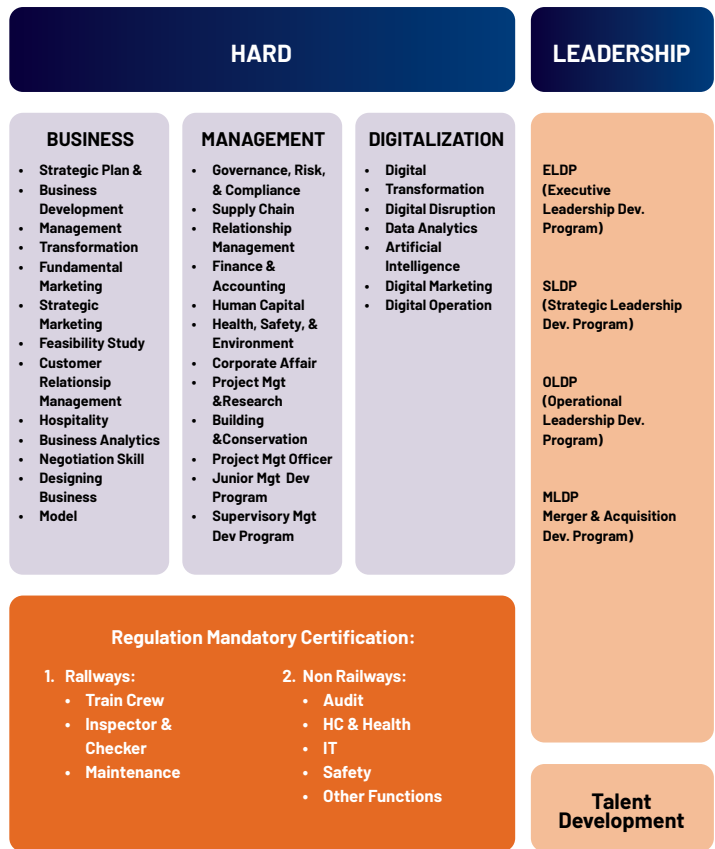 HARD
LEADERSHIP
BUSINESS
• Strategic Plan &
• Business
Development
• Management
• Transformation
• Fundamental
Marketing
• Strategic
Marketing
• Feasibility Study
• Customer
Relationsip
Management
• Hospitality
• Business Analytics
• Negotiation Skill
• Designing
Business
• Model
MANAGEMENT
• Governance, Risk,
& Compliance
• Supply Chain
• Relationship
Management
• Finance &
Accounting
• Human Capital
• Health, Safety, &
Environment
• Corporate Affair
• Project Mgt
&Research
• Building
&Conservation
• Project Mgt Officer
• Junior Mgt Dev
Program
• Supervisory Mgt
Dev Program
DIGITALIZATION
• Digital
• Transformation
• Digital Disruption
• Data Analytics
• Artificial
Intelligence
• Digital Marketing
• Digital Operation
ELDP
(Executive
Leadership Dev.
Program)
SLDP
(Strategic Leadership
Dev. Program)
OLDP
(Operational
Leadership Dev.
Program)
MLDP
Merger & Acquisition
Dev. Program)
Regulation Mandatory Certification:
1. Rallways:
• Train Crew
• Inspector &
Checker
• Maintenance
2. Non Railways:
• Audit
• HC & Health
• IT
• Safety
• Other Functions
Talent
Development